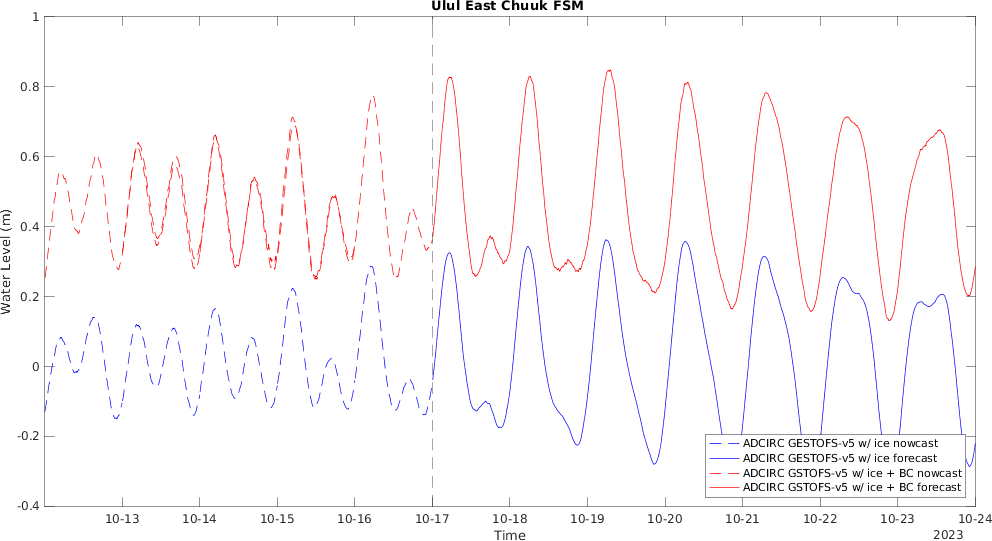 Ulul East Chuuk FSM
1
0.8
0.6
0.4
0.2
0
-0.2
-0.4
Water Level (m)
ADCIRC GESTOFS-v5 w/ ice nowcast
ADCIRC GESTOFS-v5 w/ ice forecast
ADCIRC GSTOFS-v5 w/ ice + BC nowcast
ADCIRC GSTOFS-v5 w/ ice + BC forecast
10-13 10-14 10-15 10-16 10-17 10-18 10-19 10-20 10-21 10-22 10-23 10-24
Time
2023